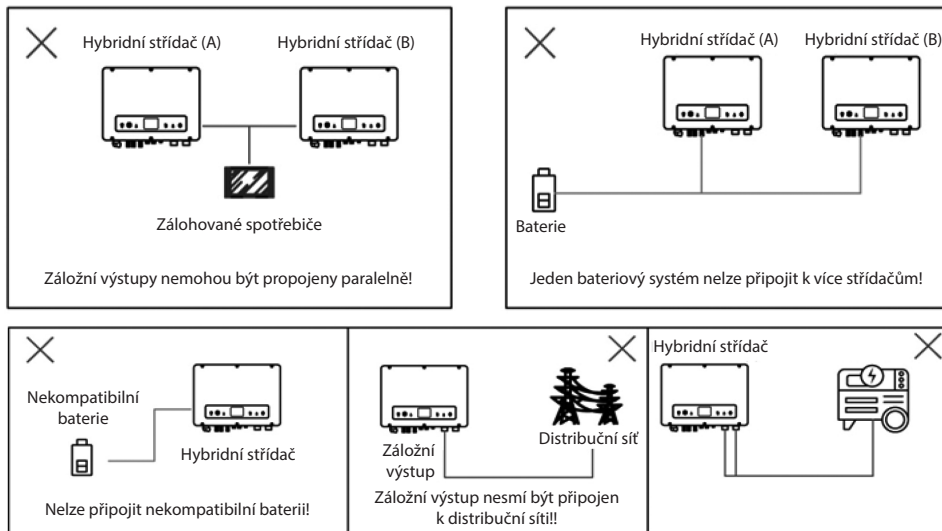 Hybridní střídač (A)
Hybridní střídač (B)
Zálohované spotřebiče
Záložní výstupy nemohou být propojeny paralelně!
Hybridní střídač (A)
Hybridní střídač (B)
Baterie
Jeden bateriový systém nelze připojit k více střídačům!
Nekompatibilní
baterie
Hybridní střídač
Nelze připojit nekompatibilní baterii!
Záložní
výstup
Distribuční síť
Záložní výstup nesmí být připojen
k distribuční síti!!
Hybridní střídač